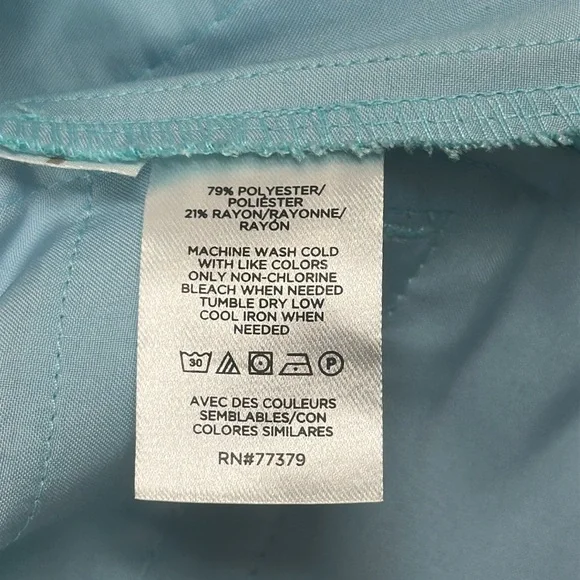 79% POLYESTER/
POLIÈSTER
21% RAYON/RAYONNE/
RAYÓN
MACHINE WASH COLD
WITH LIKE COLORS
ONLY NON-CHLORINE
BLEACH WHEN NEEDED
TUMBLE DRY LOW
COOL IRON WHEN
NEEDED
30 P
AVEC DES COULEURS
SEMBLABLES/CON
COLORES SIMILARES
RN#77379